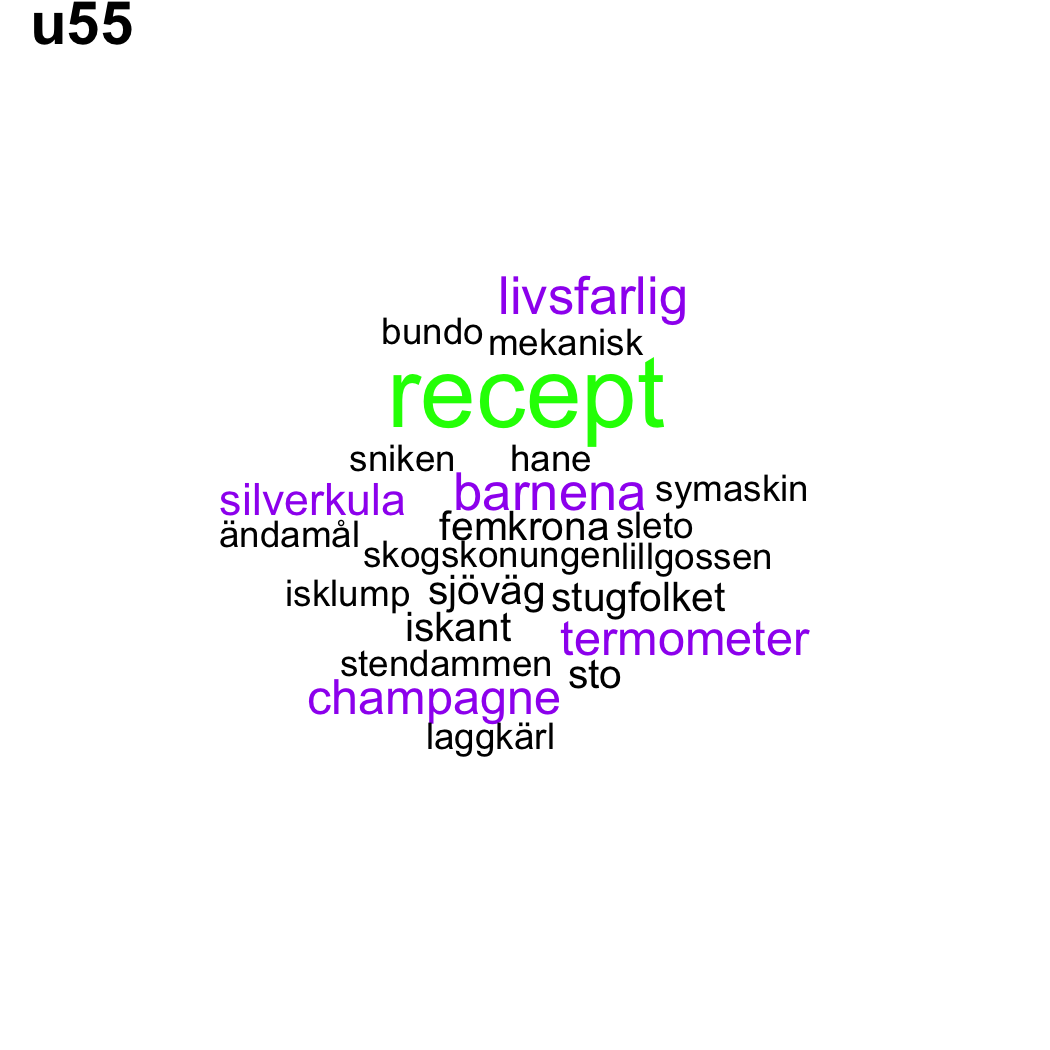 u55
livsfarlig
bundo mekanisk
recept
sniken hane
silverkula barnena symaskin
ändamål femkrona sleto
skogskonungen lillgossen
isklump sjöväg stugfolket
iskant termometer
stendammen sto
champagne
laggkärl